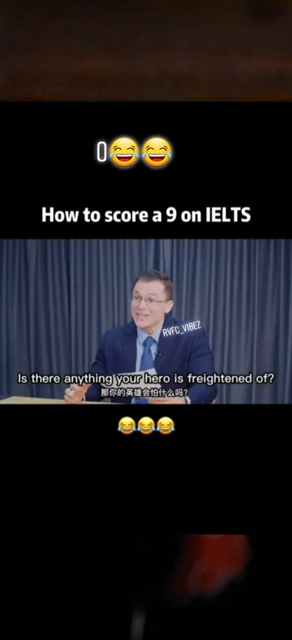 0😂😂
How to score a 9 on IELTS
RVFC_VIBEZ
Is there anything your hero is freightened of?
那你的英雄会怕什么吗?
😂😂😂